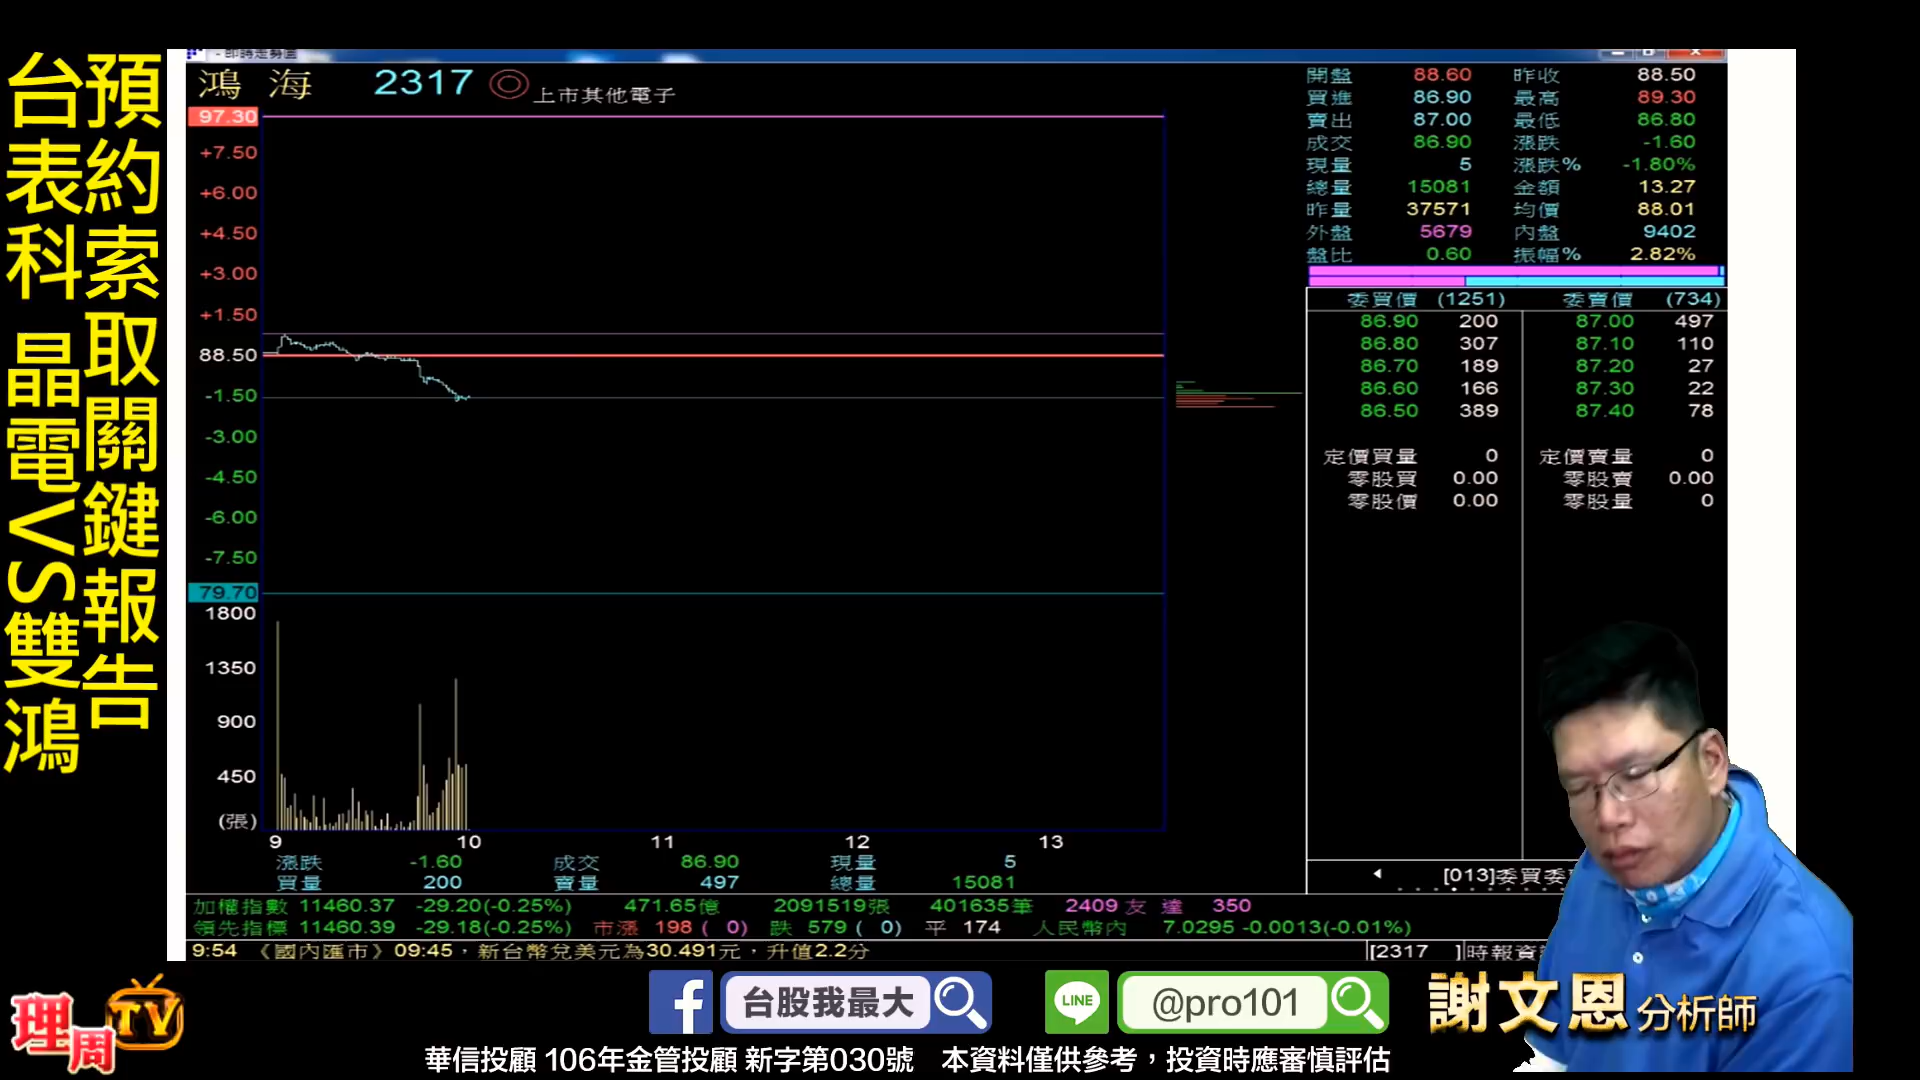 預約索取關鍵報告
台表科 晶電VS雙鴻
-即時走勢圖
鴻海 2317 ◎ 上市其他電子
97.30
+7.50
+6.00
+4.50
+3.00
+1.50
88.50
-1.50
-3.00
-4.50
-6.00
-7.50
79.70
1800
1350
900
450
(張)
9 10 11 12 13
漲跌 -1.60 成交 86.90 現量 5
買量 200 賣量 497 總量 15081
開盤 88.60 昨收 88.50
買進 86.90 最高 89.30
賣出 87.00 最低 86.80
成交 86.90 漲跌 -1.60
現量 5 漲跌% -1.80%
總量 15081 金額 13.27
昨量 37571 均價 88.01
外盤 5679 內盤 9402
盤比 0.60 振幅% 2.82%
委買價 (1251) 委賣價 (734)
86.90 200 87.00 497
86.80 307 87.10 110
86.70 189 87.20 27
86.60 166 87.30 22
86.50 389 87.40 78
定價買量 0 定價賣量 0
零股買 0.00 零股賣 0.00
零股價 0.00 零股量 0
[013]委買委
加權指數 11460.37 -29.20(-0.25%) 471.65億 2091519張 401635筆 2409 友達 350
領先指標 11460.39 -29.18(-0.25%) 市漲 198 ( 0) 跌 579 ( 0) 平 174 人民幣內 7.0295 -0.0013(-0.01%)
9:54 《國內匯市》09:45，新台幣兌美元為30.491元，升值2.2分 [2317 ]時報資
理周TV
f 台股我最大
LINE @pro101
謝文恩 分析師
華信投顧 106年金管投顧 新字第030號 本資料僅供參考，投資時應審慎評估